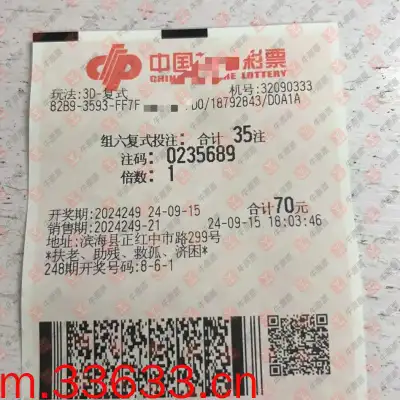 中国 彩票
CHIN E LOTTERY
玩法:3D-复式
机号:32090333
82B9-3593-FF7F DO/18792843/D0A1A
组六复式投注: 合计 35注
注码: 0235689
倍数: 1
开奖期:2024249 24-09-15 合计70元
销售期:2024249-21 24-09-15 18:03:46
地址:滨海县正红中市路299号
*扶老、助残、救孤、济困*
248期开奖号码:8-6-1
m.33633.cn